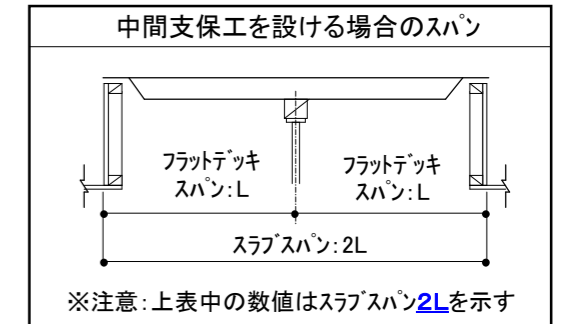 中間支保工を設ける場合のｽﾊﾟﾝ
ﾌﾗｯﾄﾃﾞｯｷ
ｽﾊﾟﾝ：L
ﾌﾗｯﾄﾃﾞｯｷ
ｽﾊﾟﾝ：L
ｽﾗﾌﾞｽﾊﾟﾝ：2L
※注意：上表中の数値はｽﾗﾌﾞｽﾊﾟﾝ2Lを示す